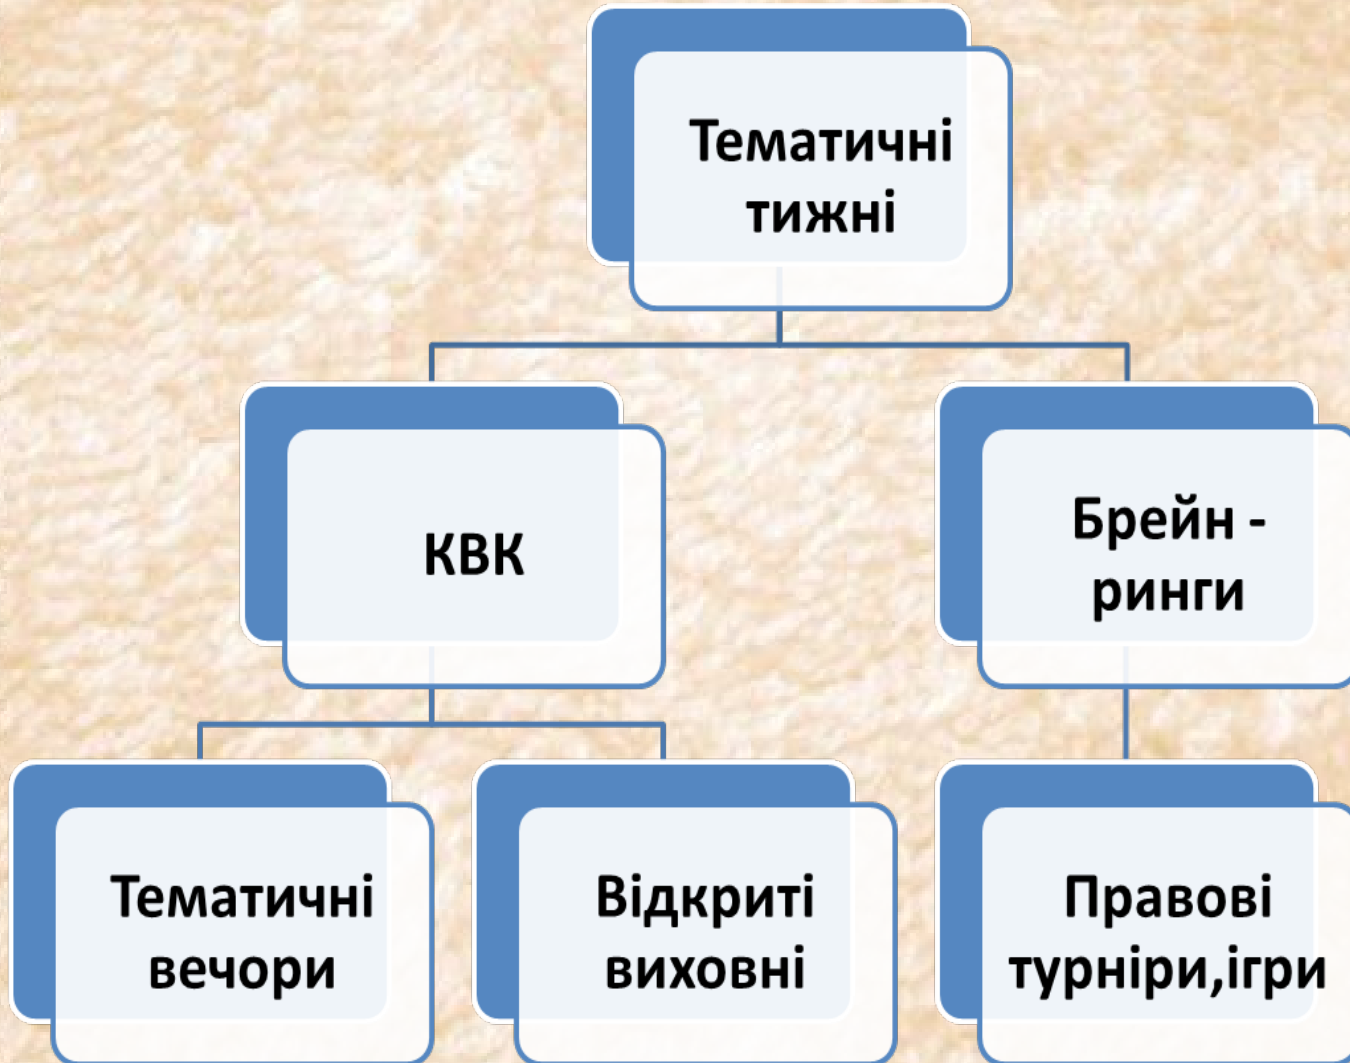 Тематичні
тижні
КВК
Брейн -
ринги
Тематичні
вечори
Відкриті
виховні
Правові
турніри,ігри